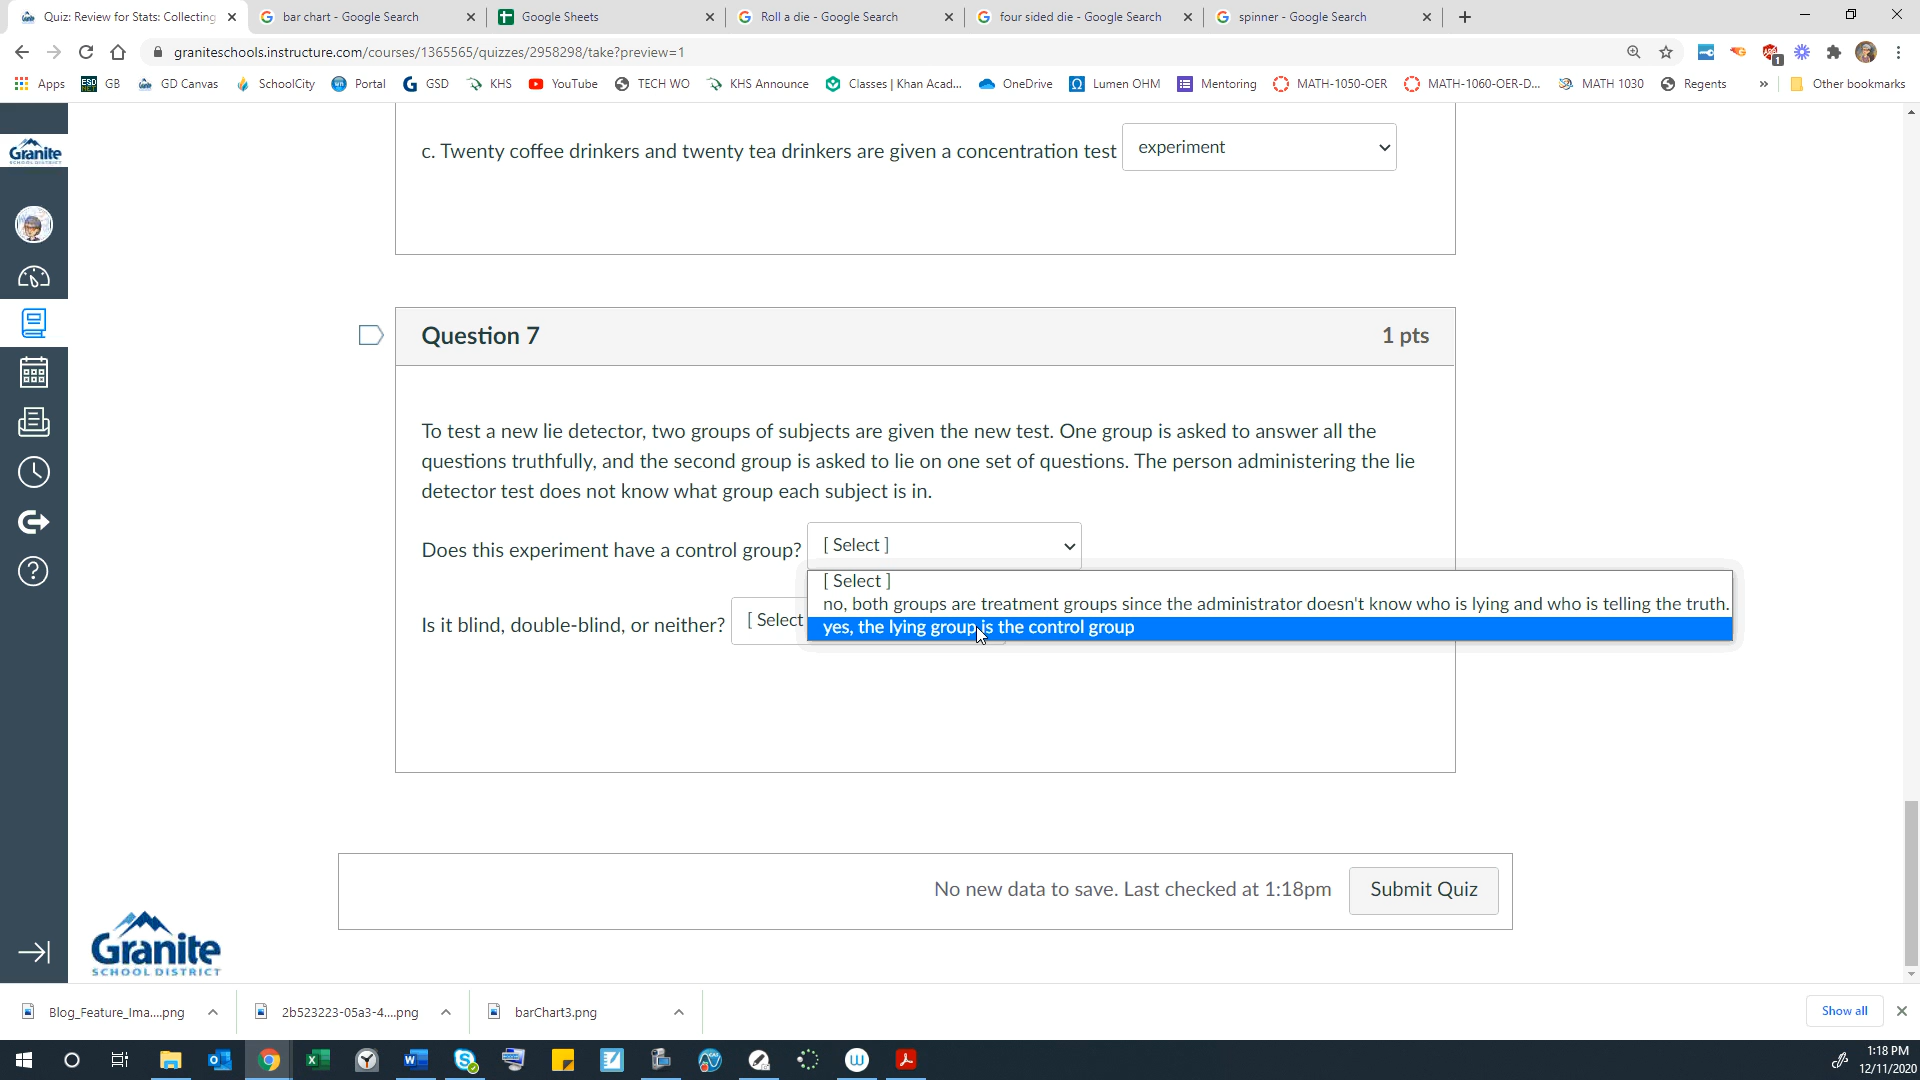 Quiz: Review for Stats: Collecting
bar chart - Google Search
Google Sheets
Roll a die - Google Search
four sided die - Google Search
spinner - Google Search
graniteschools.instructure.com/courses/1365565/quizzes/2958298/take?preview=1
Apps
GB
GD Canvas
SchoolCity
Portal
GSD
KHS
YouTube
TECH WO
KHS Announce
Classes | Khan Acad...
OneDrive
Lumen OHM
Mentoring
MATH-1050-OER
MATH-1060-OER-D...
MATH 1030
Regents
»
Other bookmarks
Granite
SCHOOL DISTRICT
c. Twenty coffee drinkers and twenty tea drinkers are given a concentration test
experiment
Question 7
1 pts
To test a new lie detector, two groups of subjects are given the new test. One group is asked to answer all the
questions truthfully, and the second group is asked to lie on one set of questions. The person administering the lie
detector test does not know what group each subject is in.
Does this experiment have a control group?
[ Select ]
[ Select ]
no, both groups are treatment groups since the administrator doesn't know who is lying and who is telling the truth.
yes, the lying group is the control group
Is it blind, double-blind, or neither?
[ Select
No new data to save. Last checked at 1:18pm
Submit Quiz
Granite
SCHOOL DISTRICT
Blog_Feature_Ima....png
2b523223-05a3-4....png
barChart3.png
Show all
1:18 PM
12/11/2020